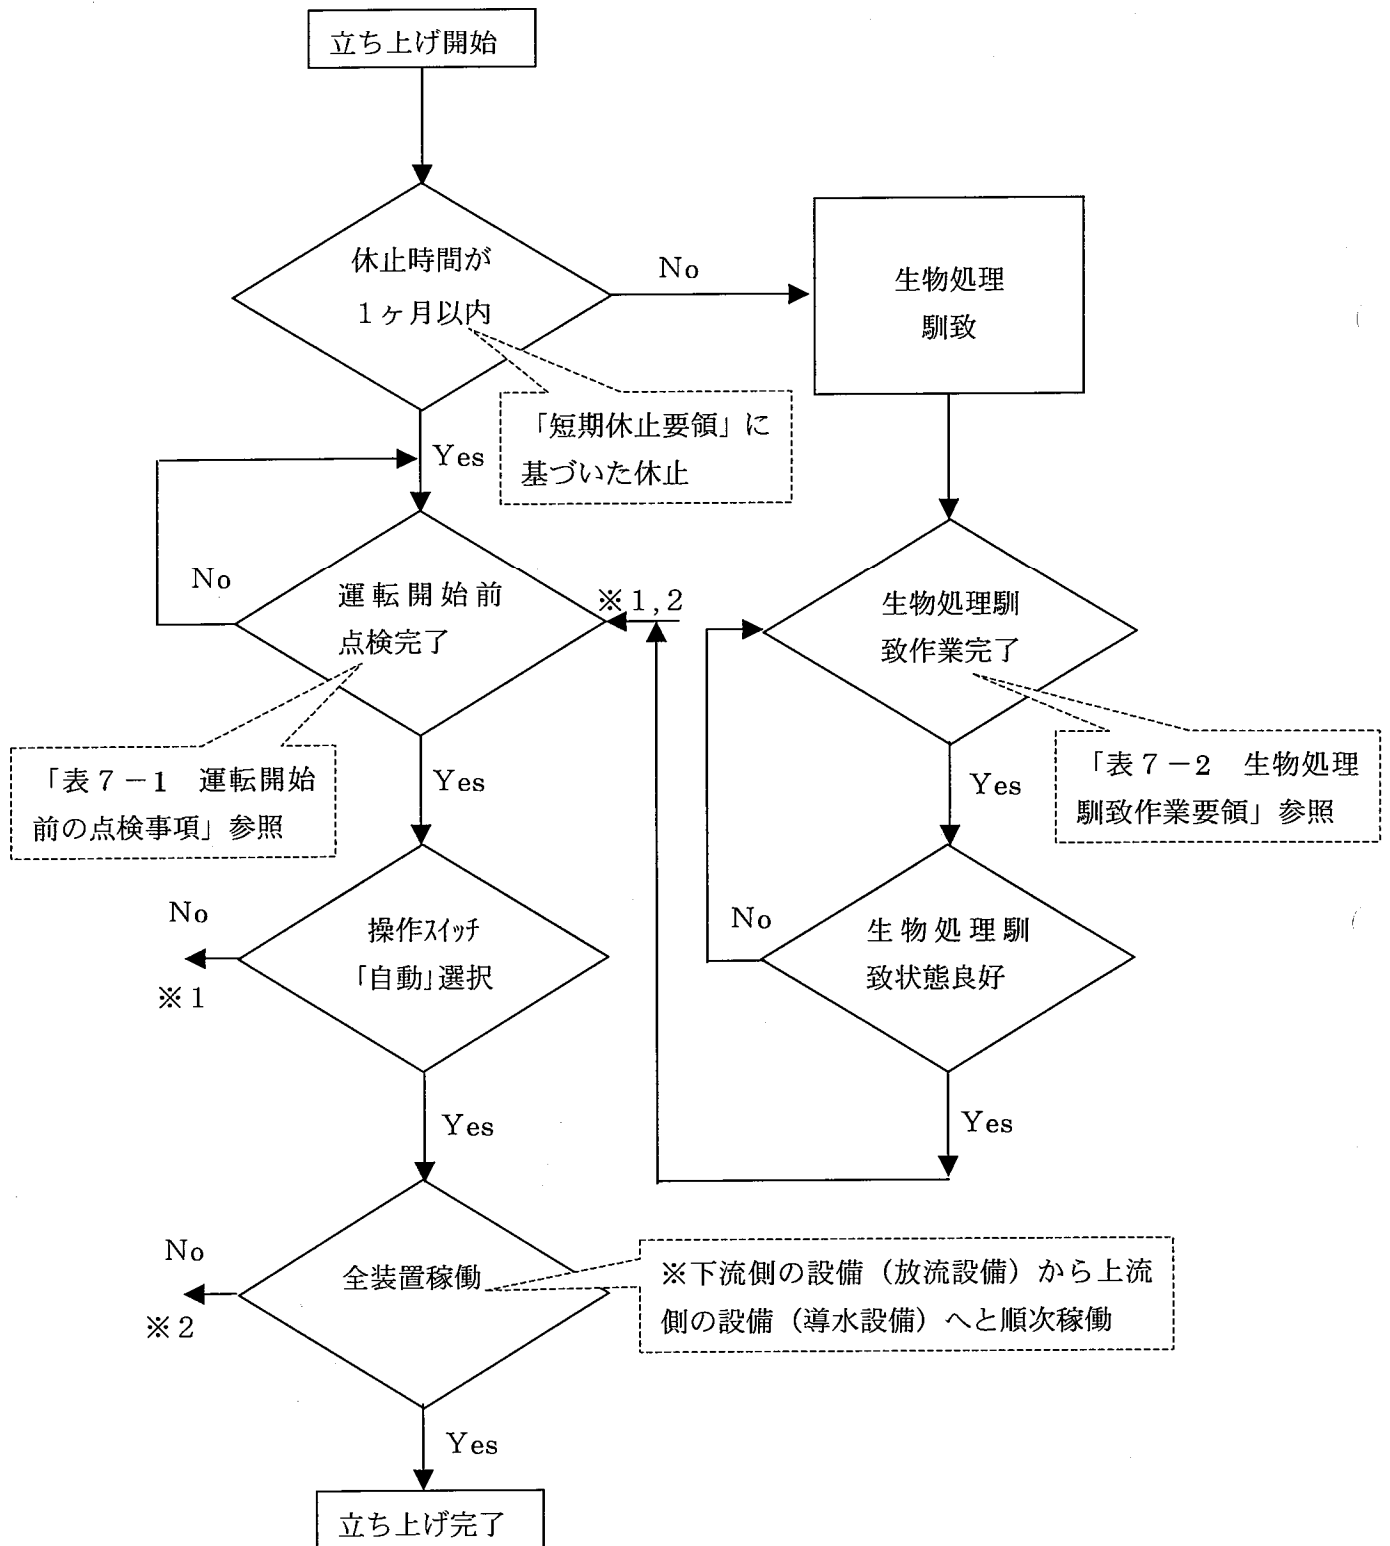 立ち上げ開始
休止時間が
1ヶ月以内
No
生物処理
馴致
「短期休止要領」に
基づいた休止
Yes
No
運転開始前
点検完了
※1,2
生物処理馴
致作業完了
「表7－1　運転開始
前の点検事項」参照
Yes
「表7－2　生物処理
馴致作業要領」参照
Yes
No
操作スイッチ
「自動」選択
※1
No
生物処理馴
致状態良好
Yes
Yes
No
全装置稼働
※2
※下流側の設備（放流設備）から上流
側の設備（導水設備）へと順次稼働
Yes
立ち上げ完了